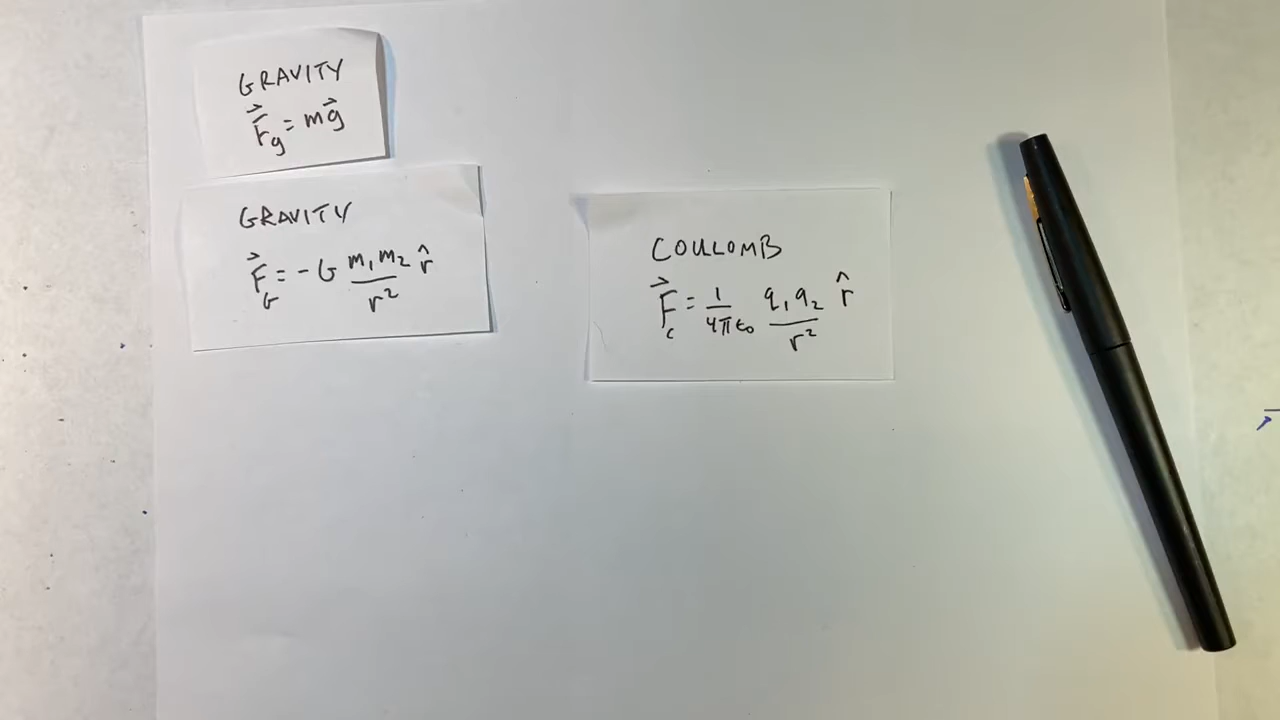 GRAVITY
F⃗g = mg⃗
GRAVITY
F⃗G = -G m₁m₂/r² r̂
COULOMB
F⃗c = 1/4πϵ₀ q₁q₂/r² r̂